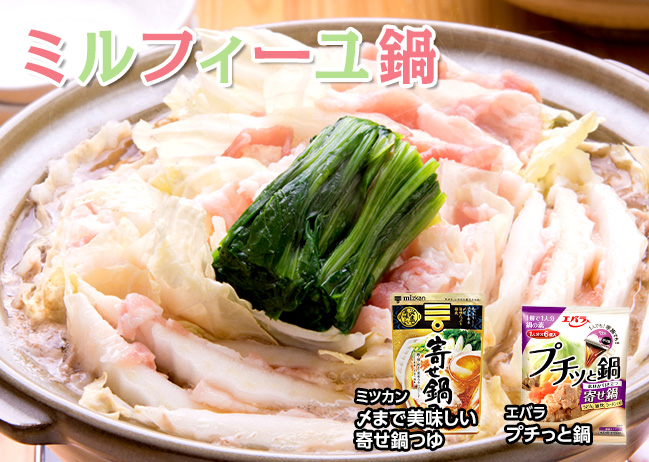 ミルフィーユ鍋
mizkan
寄せ鍋
ミツカン
〆まで美味しい
寄せ鍋つゆ
エバラ
プチッと鍋
寄せ鍋
エバラ
プチっと鍋